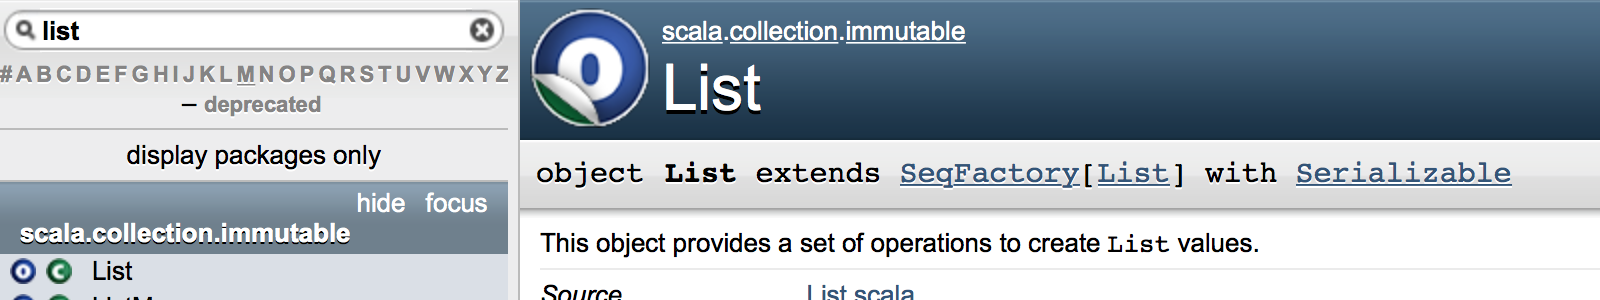 list
#ABCDEFGHIJKLMNOPQRSTUVWXYZ
– deprecated
display packages only
hide focus
scala.collection.immutable
O C List
scala.collection.immutable
O
List
object List extends SeqFactory[List] with Serializable
This object provides a set of operations to create List values.
Source List.scala